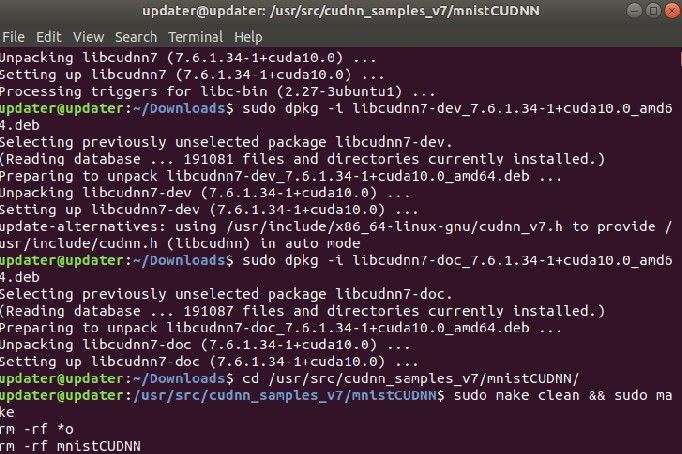 updater@updater: /usr/src/cudnn_samples_v7/mnistCUDNN
File Edit View Search Terminal Help
Unpacking libcudnn7 (7.6.1.34-1+cuda10.0) ...
Setting up libcudnn7 (7.6.1.34-1+cuda10.0) ...
Processing triggers for libc-bin (2.27-3ubuntu1) ...
updater@updater:~/Downloads$ sudo dpkg -i libcudnn7-dev_7.6.1.34-1+cuda10.0_amd6
4.deb
Selecting previously unselected package libcudnn7-dev.
(Reading database ... 191081 files and directories currently installed.)
Preparing to unpack libcudnn7-dev_7.6.1.34-1+cuda10.0_amd64.deb ...
Unpacking libcudnn7-dev (7.6.1.34-1+cuda10.0) ...
Setting up libcudnn7-dev (7.6.1.34-1+cuda10.0) ...
update-alternatives: using /usr/include/x86_64-linux-gnu/cudnn_v7.h to provide /
usr/include/cudnn.h (libcudnn) in auto mode
updater@updater:~/Downloads$ sudo dpkg -i libcudnn7-doc_7.6.1.34-1+cuda10.0_amd6
4.deb
Selecting previously unselected package libcudnn7-doc.
(Reading database ... 191087 files and directories currently installed.)
Preparing to unpack libcudnn7-doc_7.6.1.34-1+cuda10.0_amd64.deb ...
Unpacking libcudnn7-doc (7.6.1.34-1+cuda10.0) ...
Setting up libcudnn7-doc (7.6.1.34-1+cuda10.0) ...
updater@updater:~/Downloads$ cd /usr/src/cudnn_samples_v7/mnistCUDNN/
updater@updater:/usr/src/cudnn_samples_v7/mnistCUDNN$ sudo make clean && sudo ma
ke
rm -rf *o
rm -rf mnistCUDNN